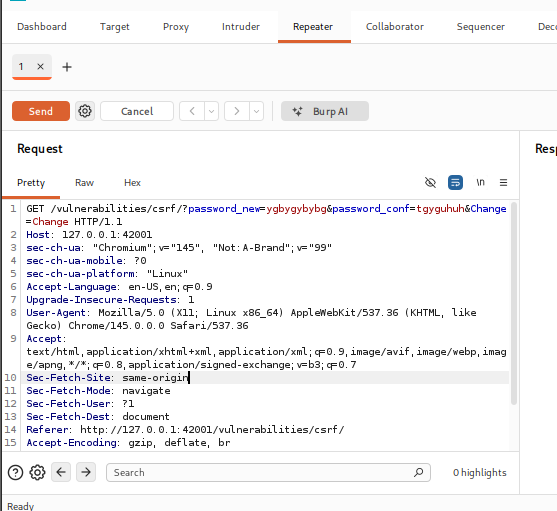 Dashboard Target Proxy Intruder Repeater Collaborator Sequencer Deco
1 × +
Send Cancel < > Burp AI
Request Resp
Pretty Raw Hex \n
1 GET /vulnerabilities/csrf/?password_new=ygbygybybg&password_conf=tgyguhuh&Change
=Change HTTP/1.1
2 Host: 127.0.0.1:42001
3 sec-ch-ua: "Chromium";v="145", "Not:A-Brand";v="99"
4 sec-ch-ua-mobile: ?0
5 sec-ch-ua-platform: "Linux"
6 Accept-Language: en-US,en;q=0.9
7 Upgrade-Insecure-Requests: 1
8 User-Agent: Mozilla/5.0 (X11; Linux x86_64) AppleWebKit/537.36 (KHTML, like
Gecko) Chrome/145.0.0.0 Safari/537.36
9 Accept:
text/html,application/xhtml+xml,application/xml;q=0.9,image/avif,image/webp,imag
e/apng,*/*;q=0.8,application/signed-exchange;v=b3;q=0.7
10 Sec-Fetch-Site: same-origin
11 Sec-Fetch-Mode: navigate
12 Sec-Fetch-User: ?1
13 Sec-Fetch-Dest: document
14 Referer: http://127.0.0.1:42001/vulnerabilities/csrf/
15 Accept-Encoding: gzip, deflate, br
Search 0 highlights
Ready